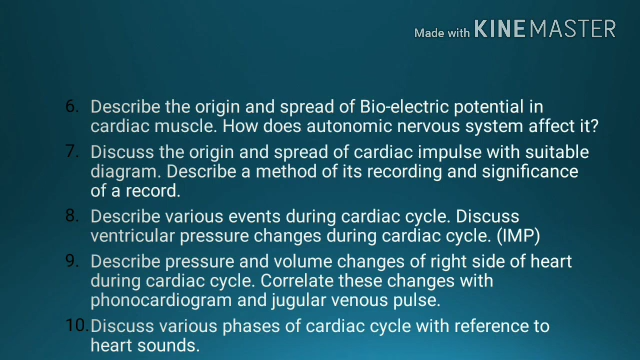 Made with KINEMASTER
6. Describe the origin and spread of Bio-electric potential in
cardiac muscle. How does autonomic nervous system affect it?
7. Discuss the origin and spread of cardiac impulse with suitable
diagram. Describe a method of its recording and significance
of a record.
8. Describe various events during cardiac cycle. Discuss
ventricular pressure changes during cardiac cycle. (IMP)
9. Describe pressure and volume changes of right side of heart
during cardiac cycle. Correlate these changes with
phonocardiogram and jugular venous pulse.
10. Discuss various phases of cardiac cycle with reference to
heart sounds.